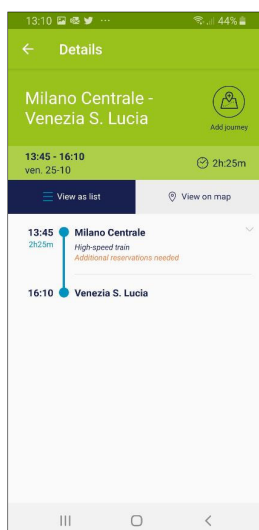 13:10 ··· 44%
Details
Milano Centrale -
Venezia S. Lucia
Add journey
13:45 - 16:10
ven. 25-10
2h:25m
View as list
View on map
13:45 Milano Centrale
2h25m High-speed train
Additional reservations needed
16:10 Venezia S. Lucia